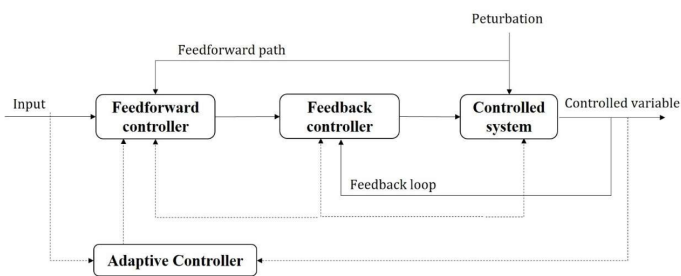 Peturbation
Feedforward path
Input
Feedforward
controller
Feedback
controller
Controlled
system
Controlled variable
Feedback loop
Adaptive Controller